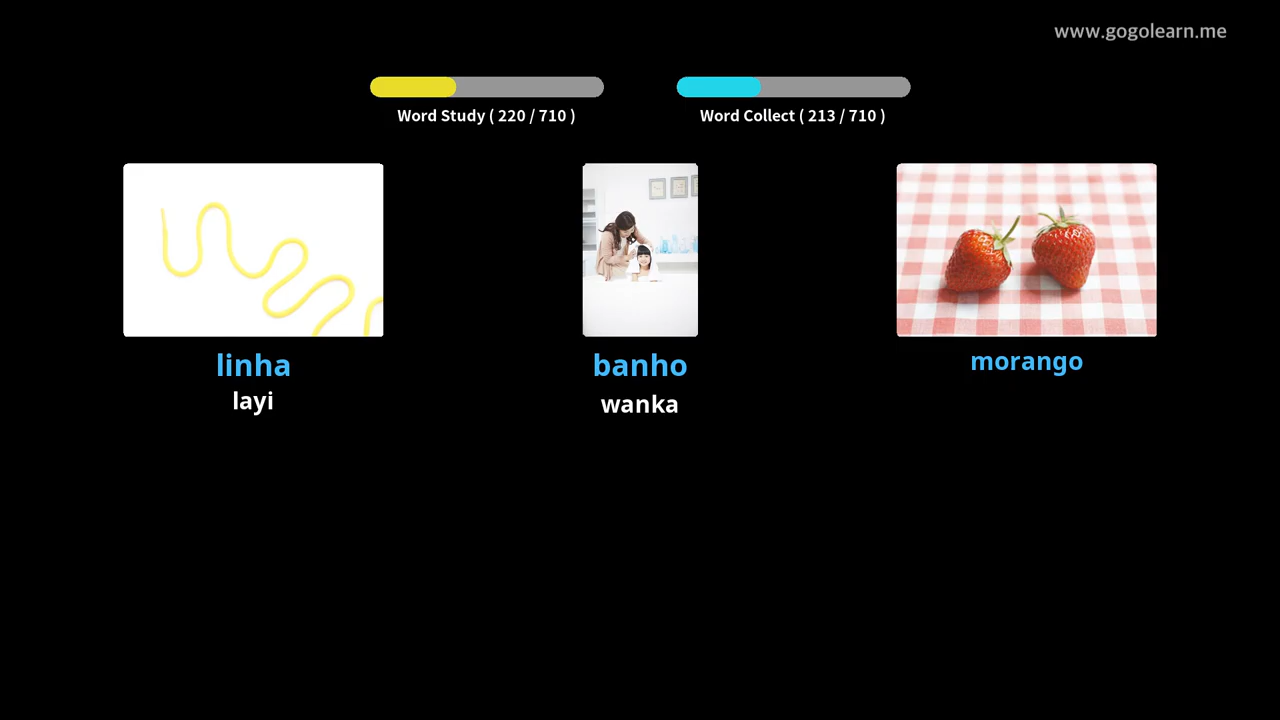 www.gogolearn.me
Word Study ( 220 / 710 )
Word Collect ( 213 / 710 )
linha
layi
banho
wanka
morango